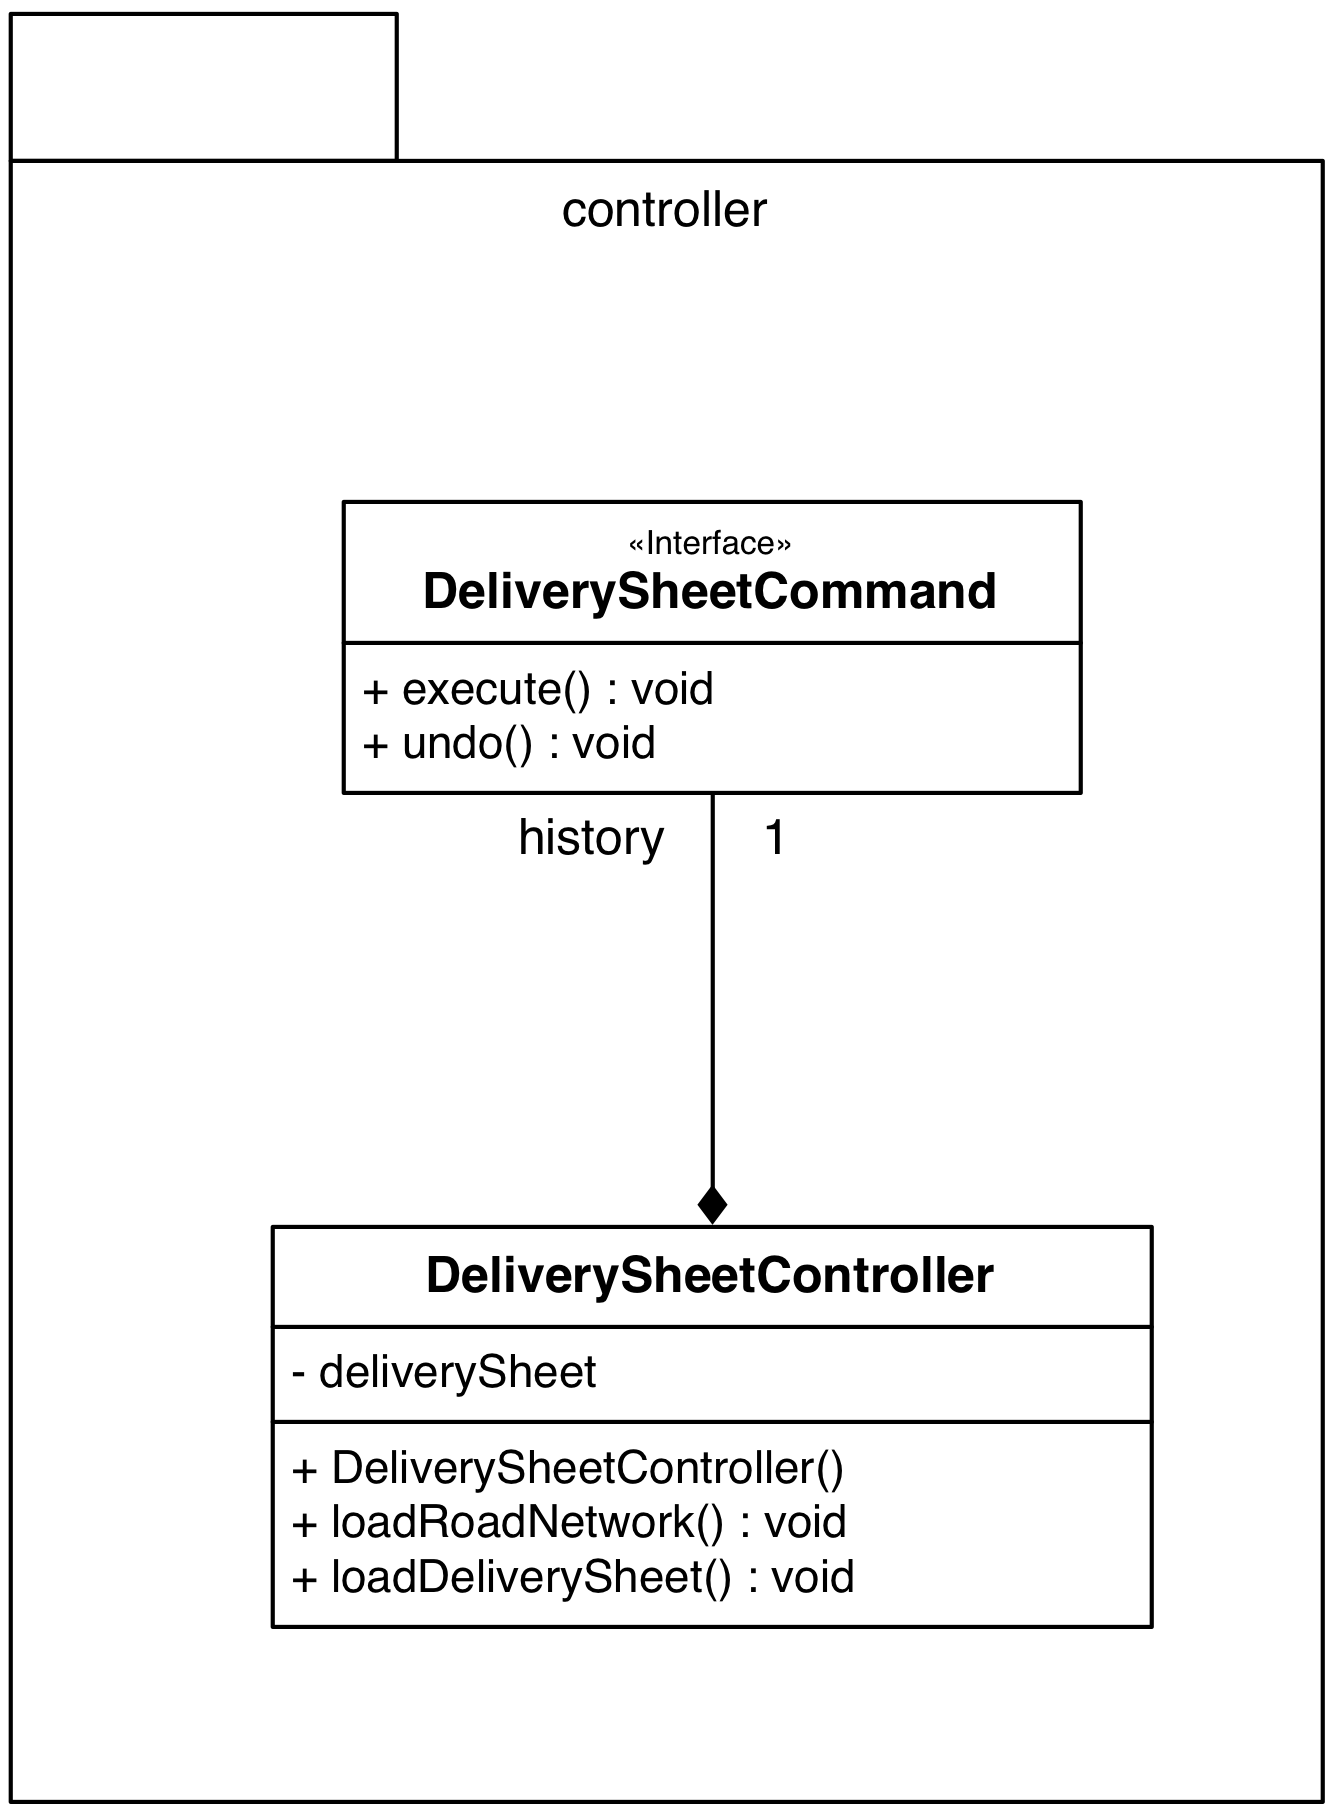 controller
«Interface»
DeliverySheetCommand
+ execute() : void
+ undo() : void
history 1
DeliverySheetController
- deliverySheet
+ DeliverySheetController()
+ loadRoadNetwork() : void
+ loadDeliverySheet() : void